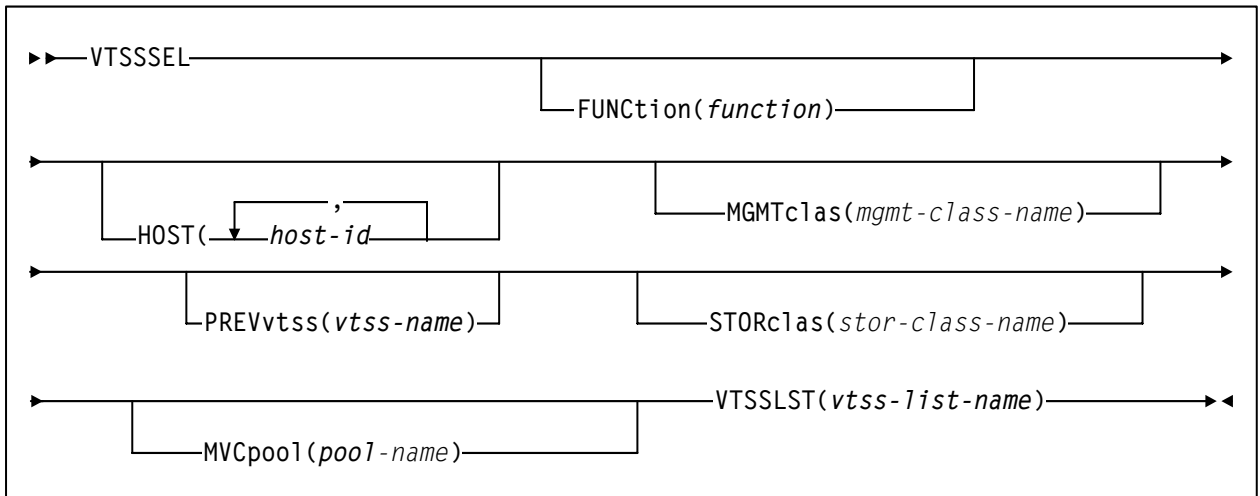 VTSSSEL
FUNCtion(function)
,
HOST( host-id
MGMTclas(mgmt-class-name)
PREVvtss(vtss-name)
STORclas(stor-class-name)
VTSSLST(vtss-list-name)
MVCpool(pool-name)